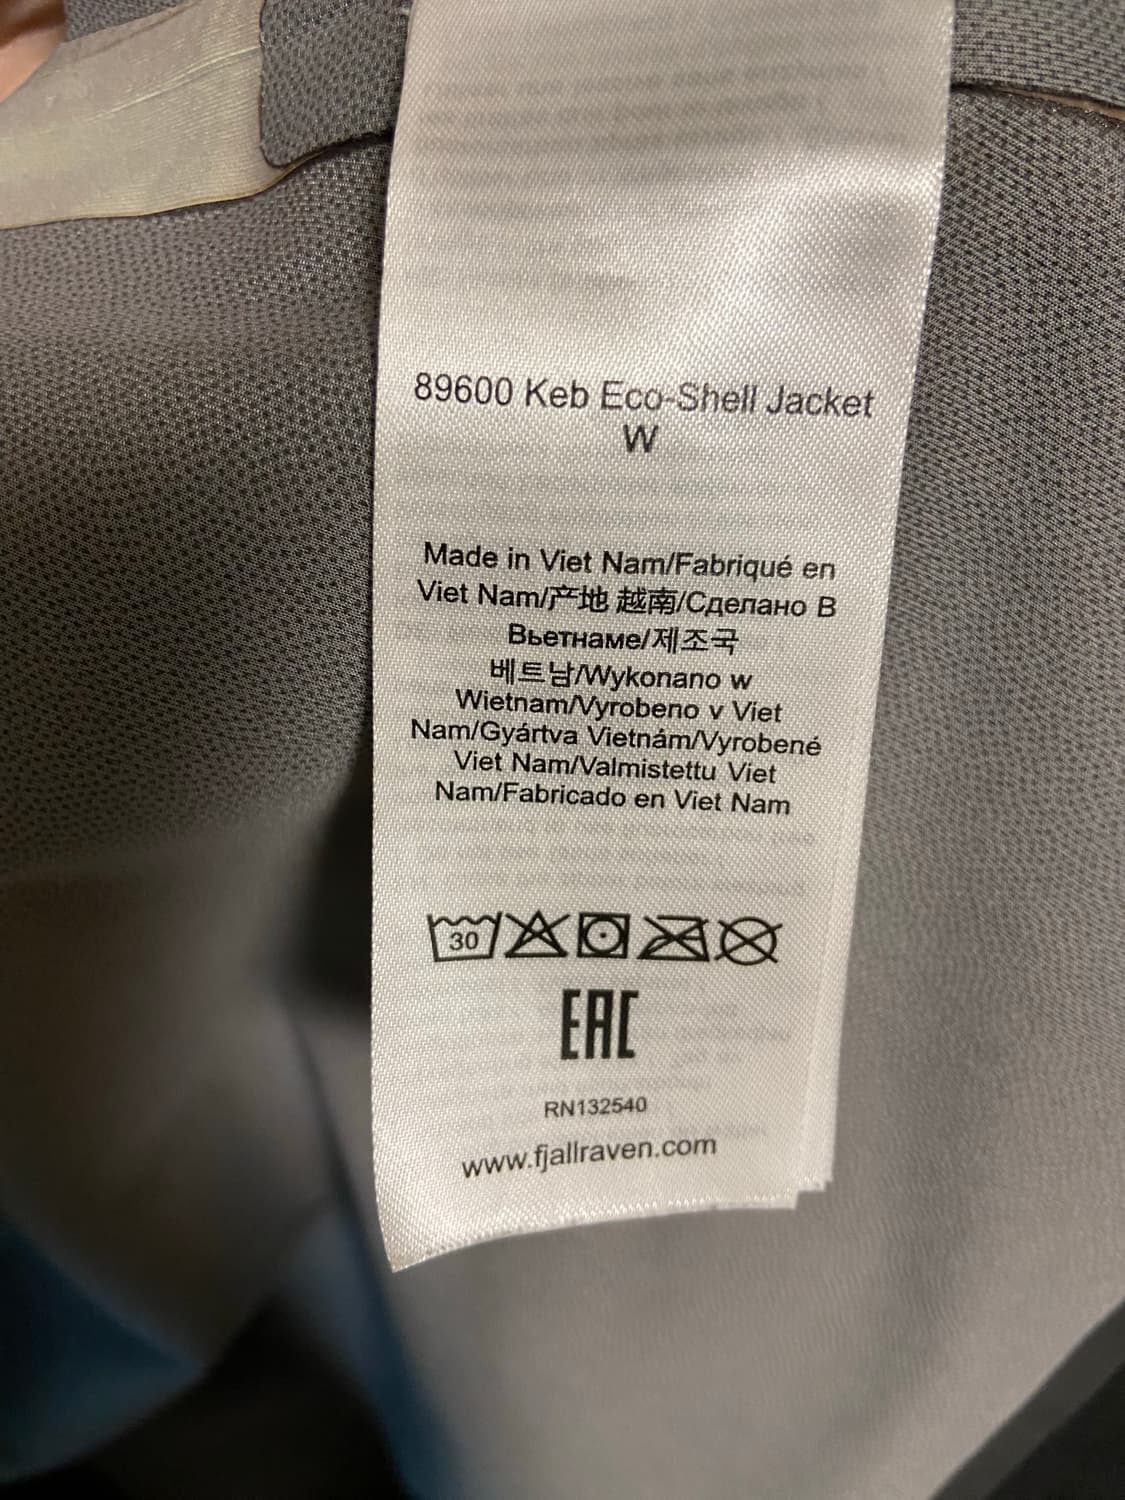 89600 Keb Eco-Shell Jacket
W
Made in Viet Nam/Fabriqué en
Viet Nam/产地 越南/Сделано В
Вьетнаме/제조국
베트남/Wykonano w
Wietnam/Vyrobeno v Viet
Nam/Gyártva Vietnám/Vyrobené
Viet Nam/Valmistettu Viet
Nam/Fabricado en Viet Nam
30
EAC
RN132540
www.fjallraven.com